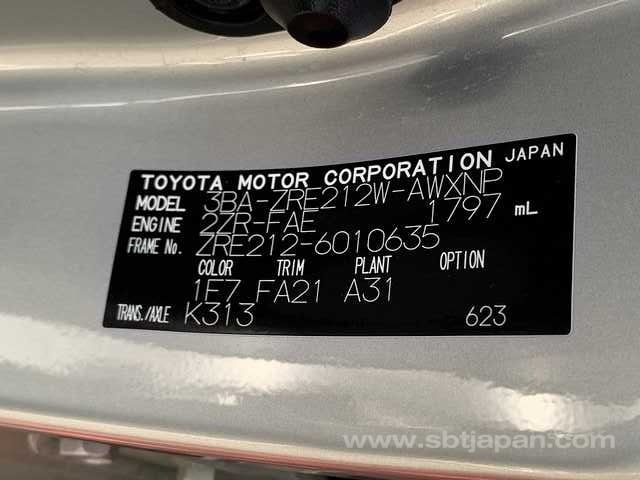 TOYOTA MOTOR CORPORATION JAPAN
MODEL 3BA-ZRE212W-AWXNP
ENGINE 2ZR-FAE 1797 mL
FRAME No. ZRE212-6010635
COLOR TRIM PLANT OPTION
1F7 FA21 A31
TRANS./AXLE K313 623
www.sbtjapan.com